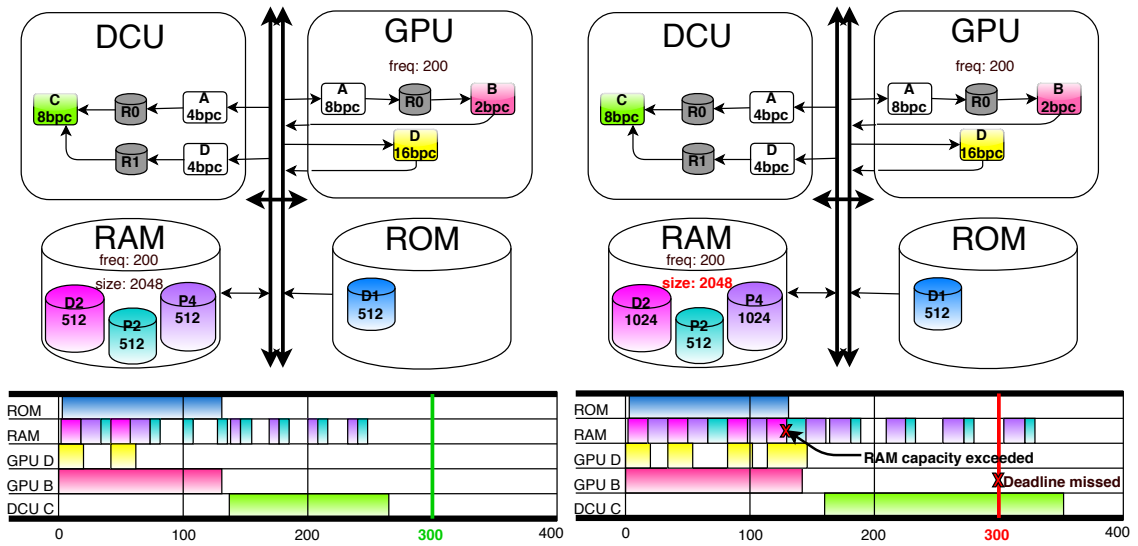 DCU
GPU
freq: 200
C
8bpc
R0
A
4bpc
A
8bpc
R0
B
2bpc
R1
D
4bpc
D
16bpc
RAM
freq: 200
size: 2048
D2
512
P2
512
P4
512
ROM
D1
512
ROM
RAM
GPU D
GPU B
DCU C
0
100
200
300
400
DCU
GPU
freq: 200
C
8bpc
R0
A
4bpc
A
8bpc
R0
B
2bpc
R1
D
4bpc
D
16bpc
RAM
freq: 200
size: 2048
D2
1024
P2
512
P4
1024
ROM
D1
512
ROM
RAM
X
RAM capacity exceeded
GPU D
GPU B
X Deadline missed
DCU C
0
100
200
300
400